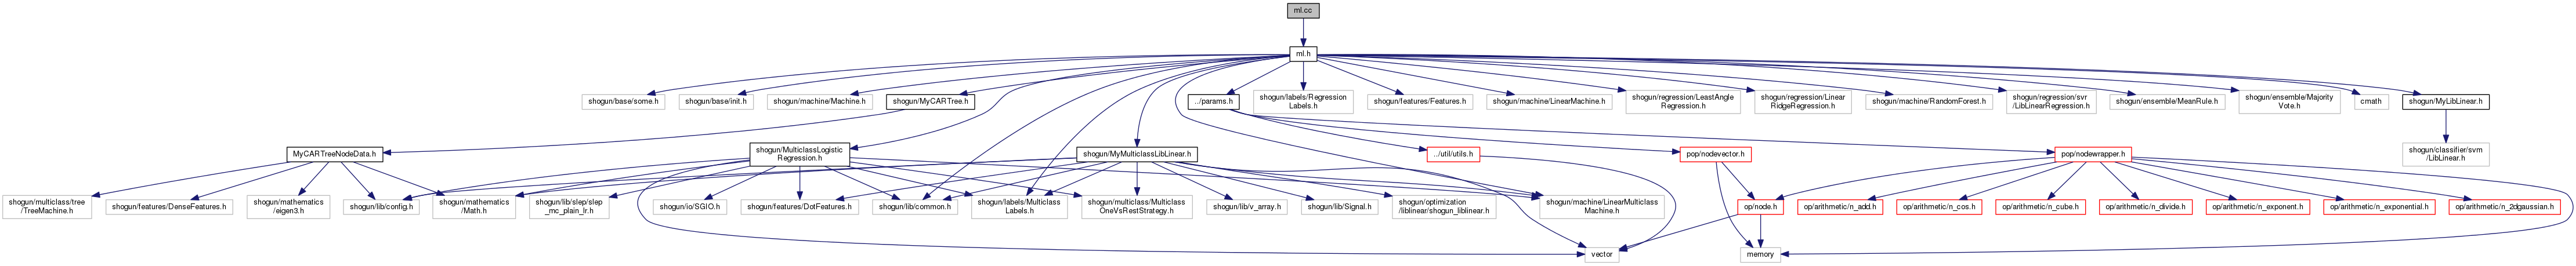 ml.cc
ml.h
shogun/base/some.h
shogun/base/init.h
shogun/machine/Machine.h
shogun/MyCARTree.h
../params.h
shogun/labels/Regression
Labels.h
shogun/features/Features.h
shogun/machine/LinearMachine.h
shogun/regression/LeastAngle
Regression.h
shogun/regression/Linear
RidgeRegression.h
shogun/machine/RandomForest.h
shogun/regression/svr
/LibLinearRegression.h
shogun/ensemble/MeanRule.h
shogun/ensemble/Majority
Vote.h
cmath
shogun/MyLibLinear.h
MyCARTreeNodeData.h
shogun/MulticlassLogistic
Regression.h
shogun/MyMulticlassLibLinear.h
../util/utils.h
pop/nodevector.h
pop/nodewrapper.h
shogun/classifier/svm
/LibLinear.h
shogun/multiclass/tree
/TreeMachine.h
shogun/features/DenseFeatures.h
shogun/mathematics
/eigen3.h
shogun/lib/config.h
shogun/mathematics
/Math.h
shogun/lib/slep/slep
_mc_plain_lr.h
shogun/io/SGIO.h
shogun/features/DotFeatures.h
shogun/lib/common.h
shogun/labels/Multiclass
Labels.h
shogun/multiclass/Multiclass
OneVsRestStrategy.h
shogun/lib/v_array.h
shogun/lib/Signal.h
shogun/optimization
/liblinear/shogun_liblinear.h
shogun/machine/LinearMulticlass
Machine.h
op/node.h
op/arithmetic/n_add.h
op/arithmetic/n_cos.h
op/arithmetic/n_cube.h
op/arithmetic/n_divide.h
op/arithmetic/n_exponent.h
op/arithmetic/n_exponential.h
op/arithmetic/n_2dgaussian.h
vector
memory